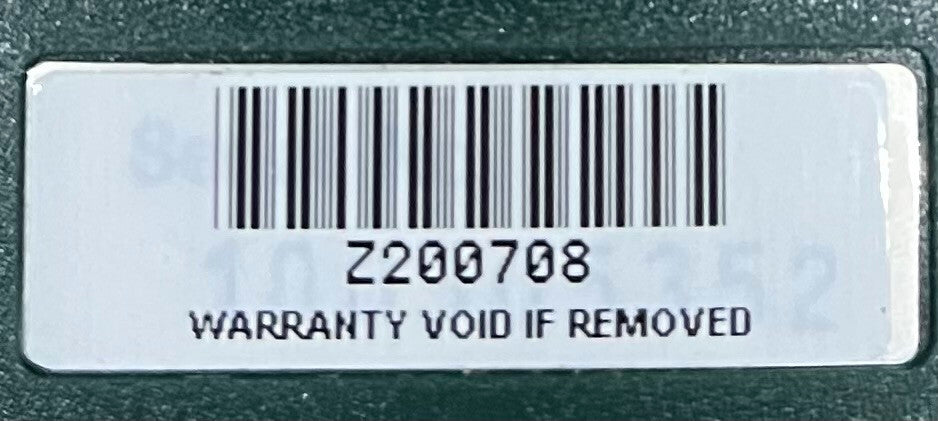 Z200708
WARRANTY VOID IF REMOVED